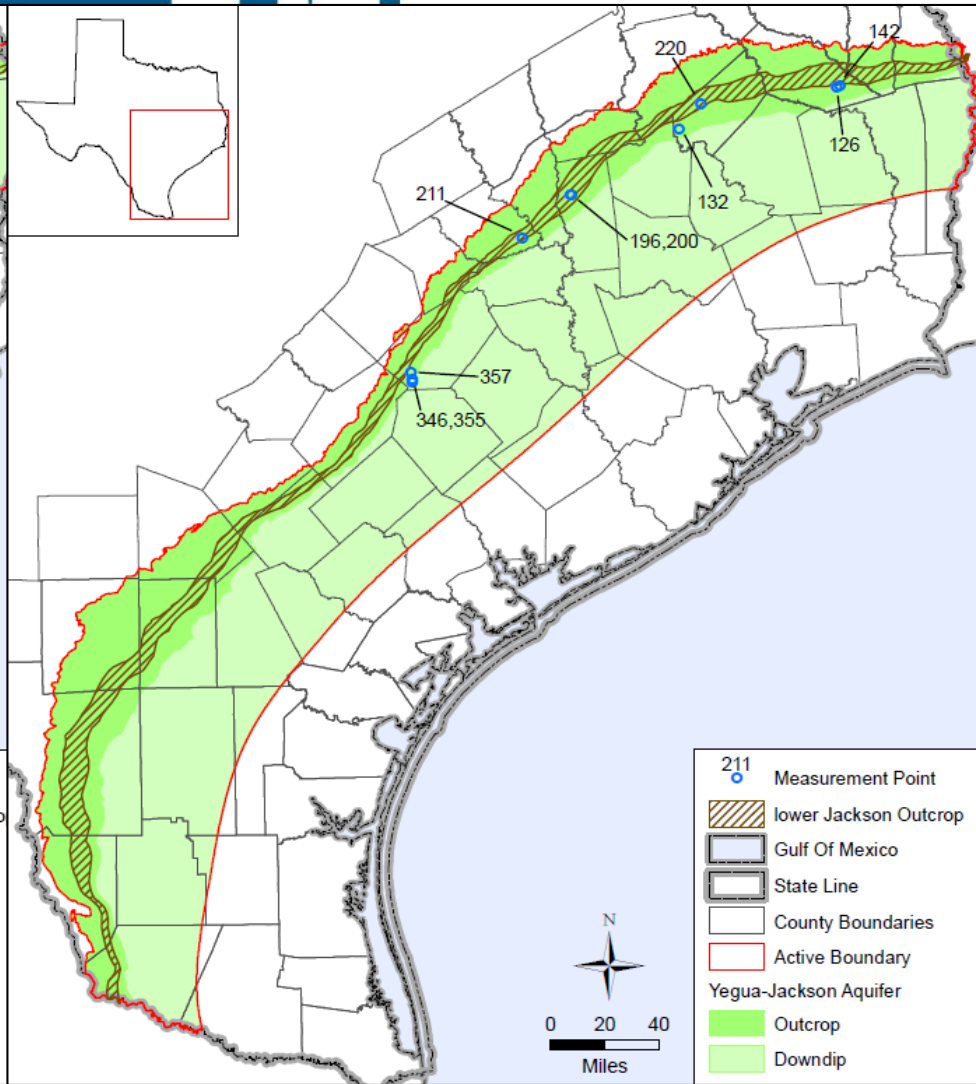 142
220
126
132
211
196,200
357
346,355
211
Measurement Point
lower Jackson Outcrop
Gulf Of Mexico
State Line
County Boundaries
Active Boundary
Yegua-Jackson Aquifer
Outcrop
Downdip
N
0 20 40
Miles